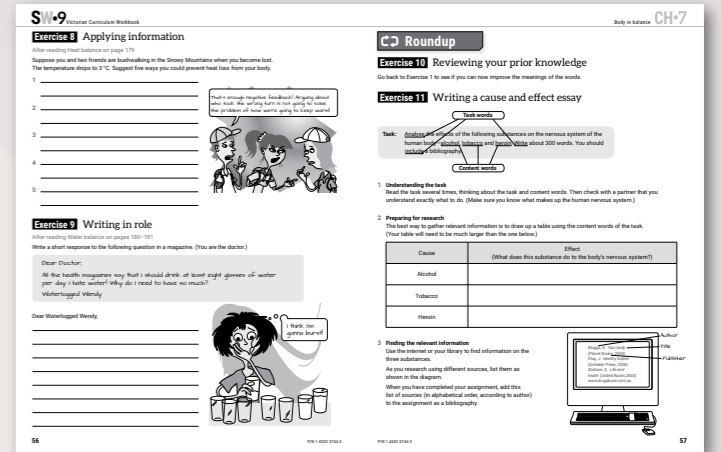 SW•9 Victorian Curriculum Workbook
Exercise 8 Applying information
After reading Heat balance on page 179
Suppose you and two friends are bushwalking in the Snowy Mountains when you become lost.
The temperature drops to 3 °C. Suggest five ways you could prevent heat loss from your body.
1
2
3
4
5
That's enough negative feedback! Arguing about
who took the wrong turn is not going to solve
the problem of how we're going to keep warm!
Exercise 9 Writing in role
After reading Water balance on pages 180–181
Write a short response to the following question in a magazine. (You are the doctor.)
Dear Doctor,
All the health magazines say that I should drink at least eight glasses of water
per day. I hate water! Why do I need to have so much?
Waterlogged Wendy
Dear Waterlogged Wendy,
I think I'm
gonna burst!
56
978 1 4202 3744 3
Body in balance CH•7
Roundup
Exercise 10 Reviewing your prior knowledge
Go back to Exercise 1 to see if you can now improve the meanings of the words.
Exercise 11 Writing a cause and effect essay
Task words
Task: Analyse the effects of the following substances on the nervous system of the
human body – alcohol, tobacco and heroin. Write about 300 words. You should
include a bibliography.
Content words
1 Understanding the task
Read the task several times, thinking about the task and content words. Then check with a partner that you
understand exactly what to do. (Make sure you know what makes up the human nervous system.)
2 Preparing for research
The best way to gather relevant information is to draw up a table using the content words of the task.
(Your table will need to be much larger than the one below.)
Cause
Effect
(What does this substance do to the body's nervous system?)
Alcohol
Tobacco
Heroin
3 Finding the relevant information
Use the internet or your library to find information on the
three substances.
As you research using different sources, list them as
shown in the diagram.
When you have completed your assignment, add this
list of sources (in alphabetical order, according to author)
to the assignment as a bibliography.
Author
Title
Publisher
978 1 4202 3744 3
57